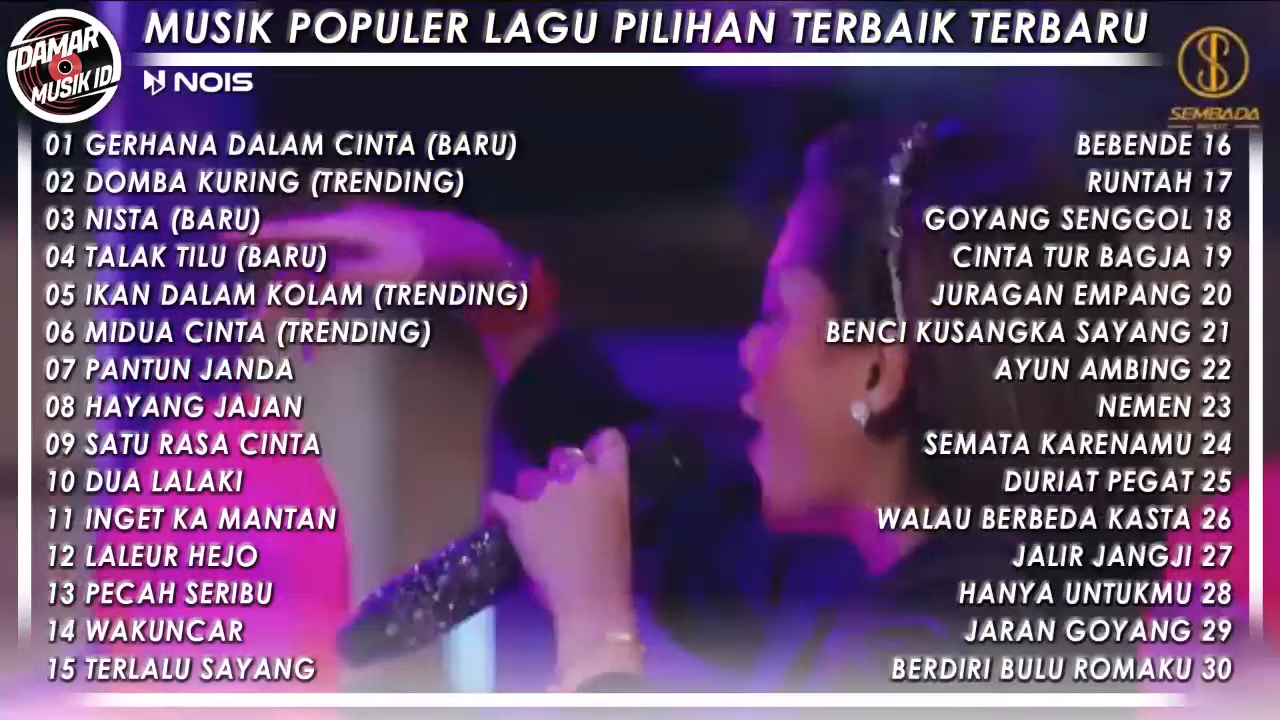 MUSIK POPULER LAGU PILIHAN TERBAIK TERBARU
DAMAR
MUSIK ID
NOIS
SEMBADA
01 GERHANA DALAM CINTA (BARU)
02 DOMBA KURING (TRENDING)
03 NISTA (BARU)
04 TALAK TILU (BARU)
05 IKAN DALAM KOLAM (TRENDING)
06 MIDUA CINTA (TRENDING)
07 PANTUN JANDA
08 HAYANG JAJAN
09 SATU RASA CINTA
10 DUA LALAKI
11 INGET KA MANTAN
12 LALEUR HEJO
13 PECAH SERIBU
14 WAKUNCAR
15 TERLALU SAYANG
BEBENDE 16
RUNTAH 17
GOYANG SENGGOL 18
CINTA TUR BAGJA 19
JURAGAN EMPANG 20
BENCI KUSANGKA SAYANG 21
AYUN AMBING 22
NEMEN 23
SEMATA KARENAMU 24
DURIAT PEGAT 25
WALAU BERBEDA KASTA 26
JALIR JANGJI 27
HANYA UNTUKMU 28
JARAN GOYANG 29
BERDIRI BULU ROMAKU 30